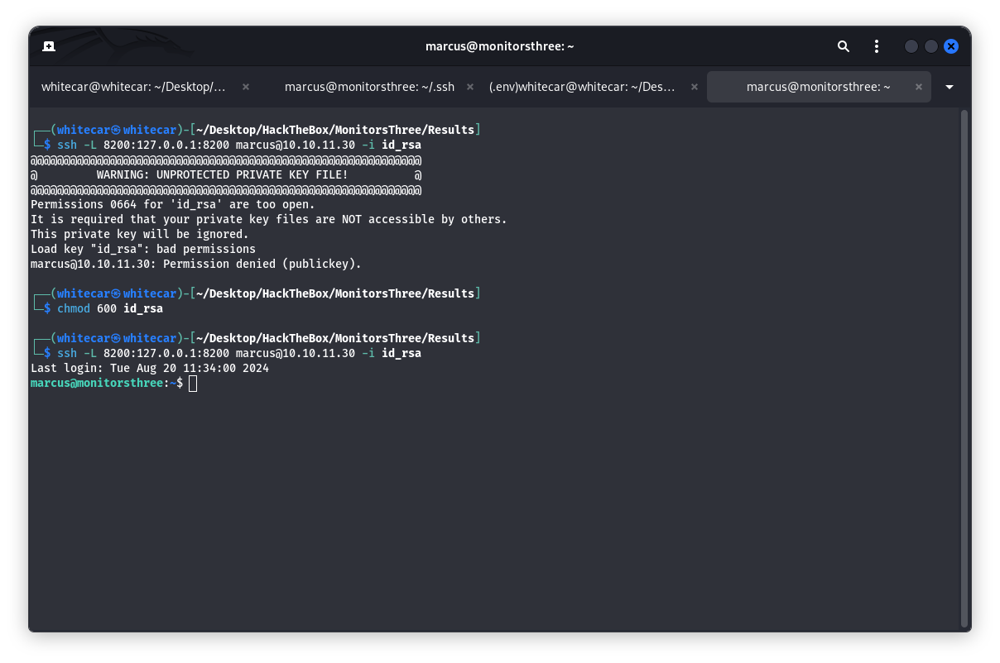 marcus@monitorsthree: ~
whitecar@whitecar: ~/Desktop/... marcus@monitorsthree: ~/.ssh (.env)whitecar@whitecar: ~/Des... marcus@monitorsthree: ~
┌──(whitecar㉿whitecar)-[~/Desktop/HackTheBox/MonitorsThree/Results]
└─$ ssh -L 8200:127.0.0.1:8200 marcus@10.10.11.30 -i id_rsa
@@@@@@@@@@@@@@@@@@@@@@@@@@@@@@@@@@@@@@@@@@@@@@@@@@@@@@@@@@@
@         WARNING: UNPROTECTED PRIVATE KEY FILE!          @
@@@@@@@@@@@@@@@@@@@@@@@@@@@@@@@@@@@@@@@@@@@@@@@@@@@@@@@@@@@
Permissions 0664 for 'id_rsa' are too open.
It is required that your private key files are NOT accessible by others.
This private key will be ignored.
Load key "id_rsa": bad permissions
marcus@10.10.11.30: Permission denied (publickey).
┌──(whitecar㉿whitecar)-[~/Desktop/HackTheBox/MonitorsThree/Results]
└─$ chmod 600 id_rsa
┌──(whitecar㉿whitecar)-[~/Desktop/HackTheBox/MonitorsThree/Results]
└─$ ssh -L 8200:127.0.0.1:8200 marcus@10.10.11.30 -i id_rsa
Last login: Tue Aug 20 11:34:00 2024
marcus@monitorsthree:~$